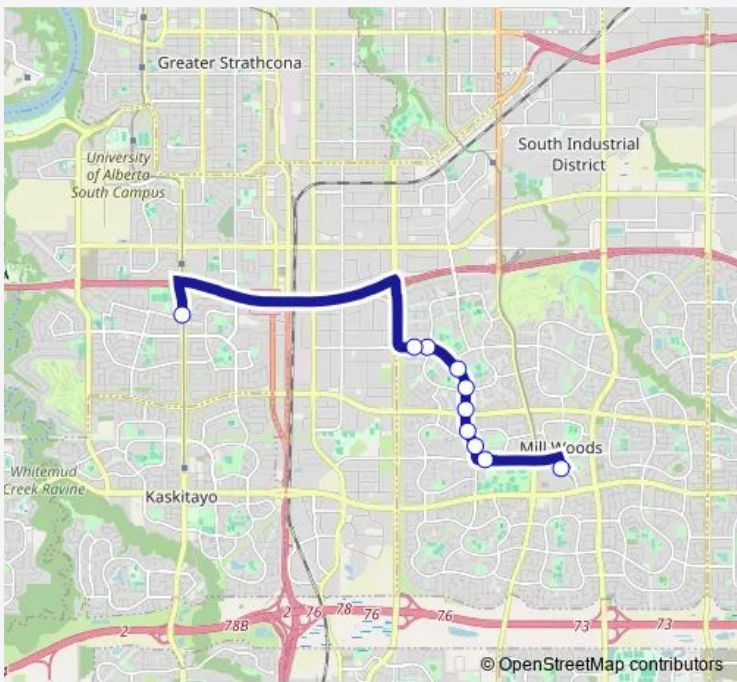 Greater Strathcona
University
of Alberta
South Campus
South Industrial
District
A
Mill Woods
Whitemud
Creek Ravine
Kaskitayo
2
78B
2
76
78
76
76
73
73
1
© OpenStreetMap contributors